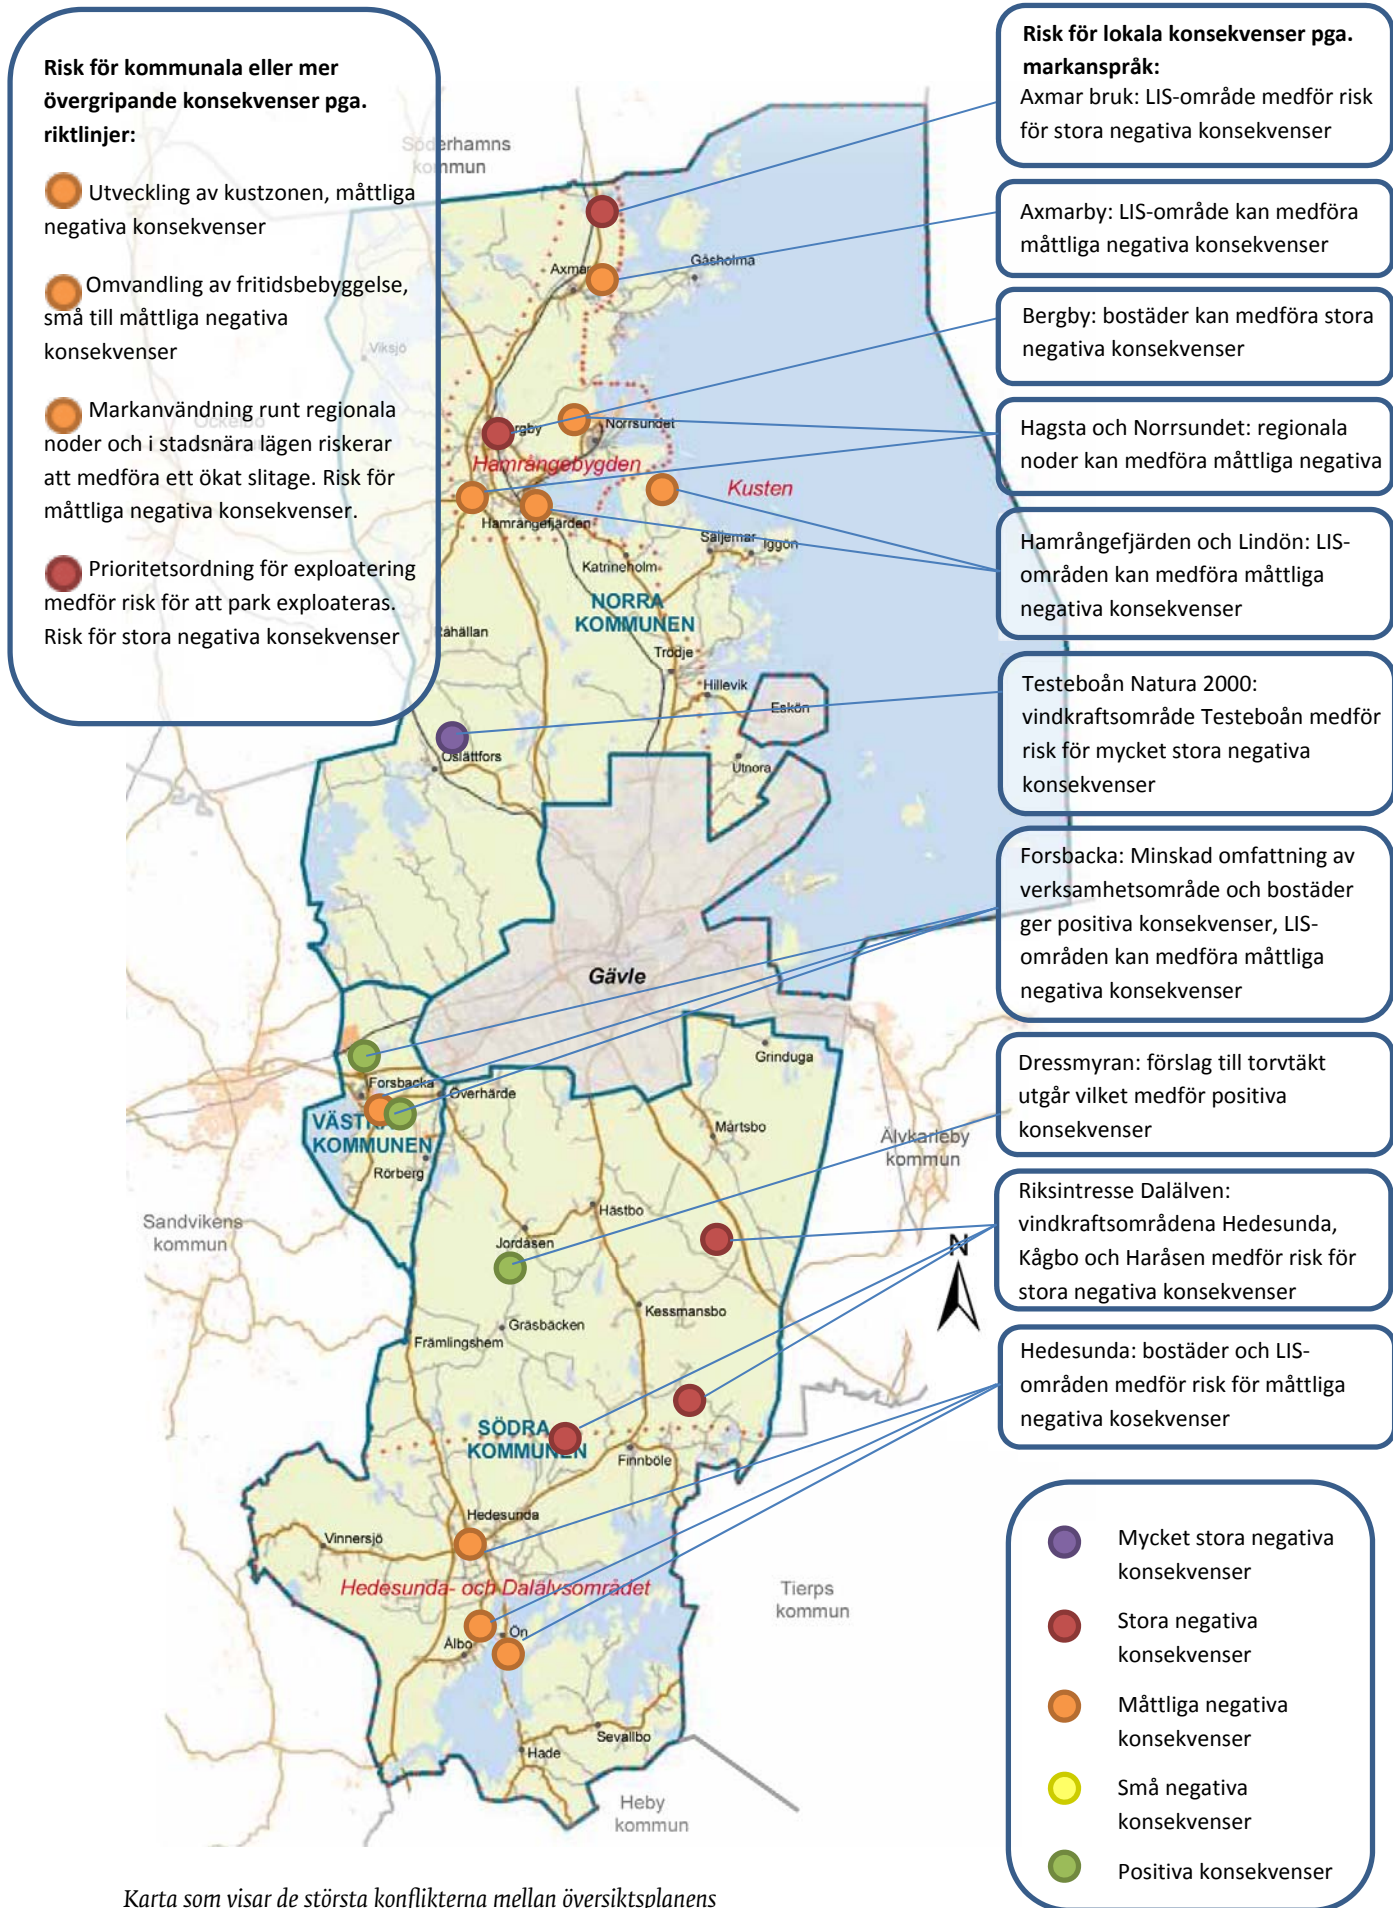 Risk för kommunala eller mer
övergripande konsekvenser pga.
riktlinjer:
Utveckling av kustzonen, måttliga
negativa konsekvenser
Omvandling av fritidsbebyggelse,
små till måttliga negativa
konsekvenser
Markanvändning runt regionala
noder och i stadsnära lägen riskerar
att medföra ett ökat slitage. Risk för
måttliga negativa konsekvenser.
Prioritetsordning för exploatering
medför risk för att park exploateras.
Risk för stora negativa konsekvenser
Risk för lokala konsekvenser pga.
markanspråk:
Axmar bruk: LIS-område medför risk
för stora negativa konsekvenser
Axmarby: LIS-område kan medföra
måttliga negativa konsekvenser
Bergby: bostäder kan medföra stora
negativa konsekvenser
Hagsta och Norrsundet: regionala
noder kan medföra måttliga negativa
Hamrångefjärden och Lindön: LIS-
områden kan medföra måttliga
negativa konsekvenser
Testeboån Natura 2000:
vindkraftsområde Testeboån medför
risk för mycket stora negativa
konsekvenser
Forsbacka: Minskad omfattning av
verksamhetsområde och bostäder
ger positiva konsekvenser, LIS-
områden kan medföra måttliga
negativa konsekvenser
Dressmyran: förslag till torvtäkt
utgår vilket medför positiva
konsekvenser
Riksintresse Dalälven:
vindkraftsområdena Hedesunda,
Kågbo och Haråsen medför risk för
stora negativa konsekvenser
Hedesunda: bostäder och LIS-
områden medför risk för måttliga
negativa kosekvenser
Mycket stora negativa
konsekvenser
Stora negativa
konsekvenser
Måttliga negativa
konsekvenser
Små negativa
konsekvenser
Positiva konsekvenser
Söderhamns
kommun
Axmar
Gåsholma
Viksjö
Ockelbo
rgby
Norrsundet
Hamrångebygden
Kusten
Hamrångefjärden
Saljemar
Iggön
Katrineholm
NORRA
KOMMUNEN
Råhällan
Trödje
Hillevik
Eskön
Oslättfors
Utnora
Gävle
Grinduga
Forsbacka
Överhärde
VÄSTRA
KOMMUNEN
Mårtsbo
Älvkarleby
kommun
Rörberg
Sandvikens
kommun
Hästbo
Jordåsen
N
Kessmansbo
Gräsbäcken
Främlingshem
SÖDRA
KOMMUNEN
Finnböle
Hedesunda
Vinnersjö
Hedesunda- och Dalälvsområdet
Tierps
kommun
Ön
Ålbo
Sevallbo
Hade
Heby
kommun
Karta som visar de största konflikterna mellan översiktsplanens